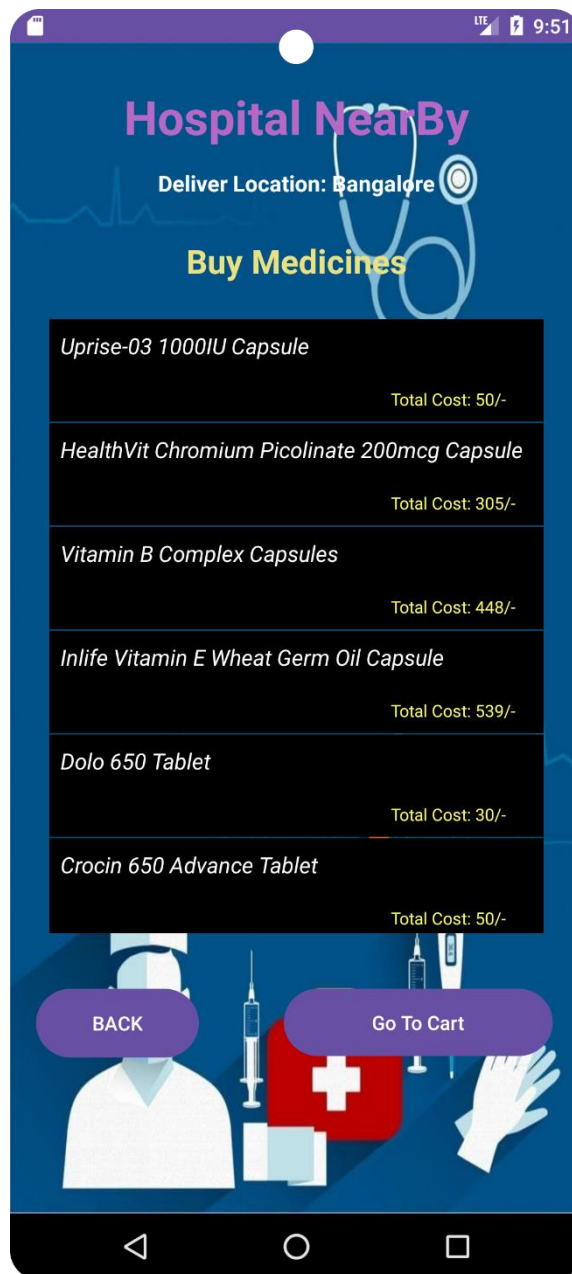 LTE 9:51
Hospital NearBy
Deliver Location: Bangalore
Buy Medicines
Uprise-03 1000IU Capsule
Total Cost: 50/-
HealthVit Chromium Picolinate 200mcg Capsule
Total Cost: 305/-
Vitamin B Complex Capsules
Total Cost: 448/-
Inlife Vitamin E Wheat Germ Oil Capsule
Total Cost: 539/-
Dolo 650 Tablet
Total Cost: 30/-
Crocin 650 Advance Tablet
Total Cost: 50/-
BACK Go To Cart